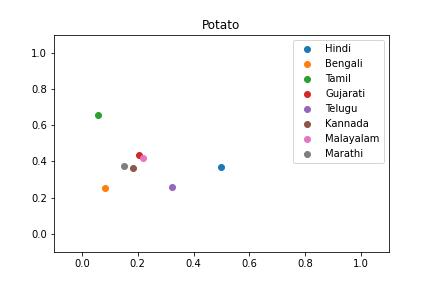 Potato
1.0
0.8
0.6
0.4
0.2
0.0
0.0 0.2 0.4 0.6 0.8 1.0
Hindi
Bengali
Tamil
Gujarati
Telugu
Kannada
Malayalam
Marathi